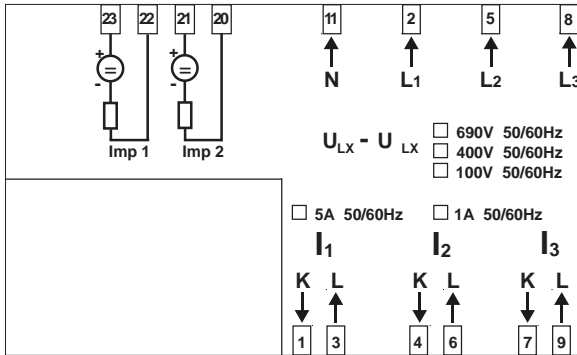 23 22 21 20 11 2 5 8
+ +
= =
- -
N L1 L2 L3
Imp 1 Imp 2
ULX - U LX
690V 50/60Hz
400V 50/60Hz
100V 50/60Hz
5A 50/60Hz 1A 50/60Hz
I1 I2 I3
K L K L K L
1 3 4 6 7 9